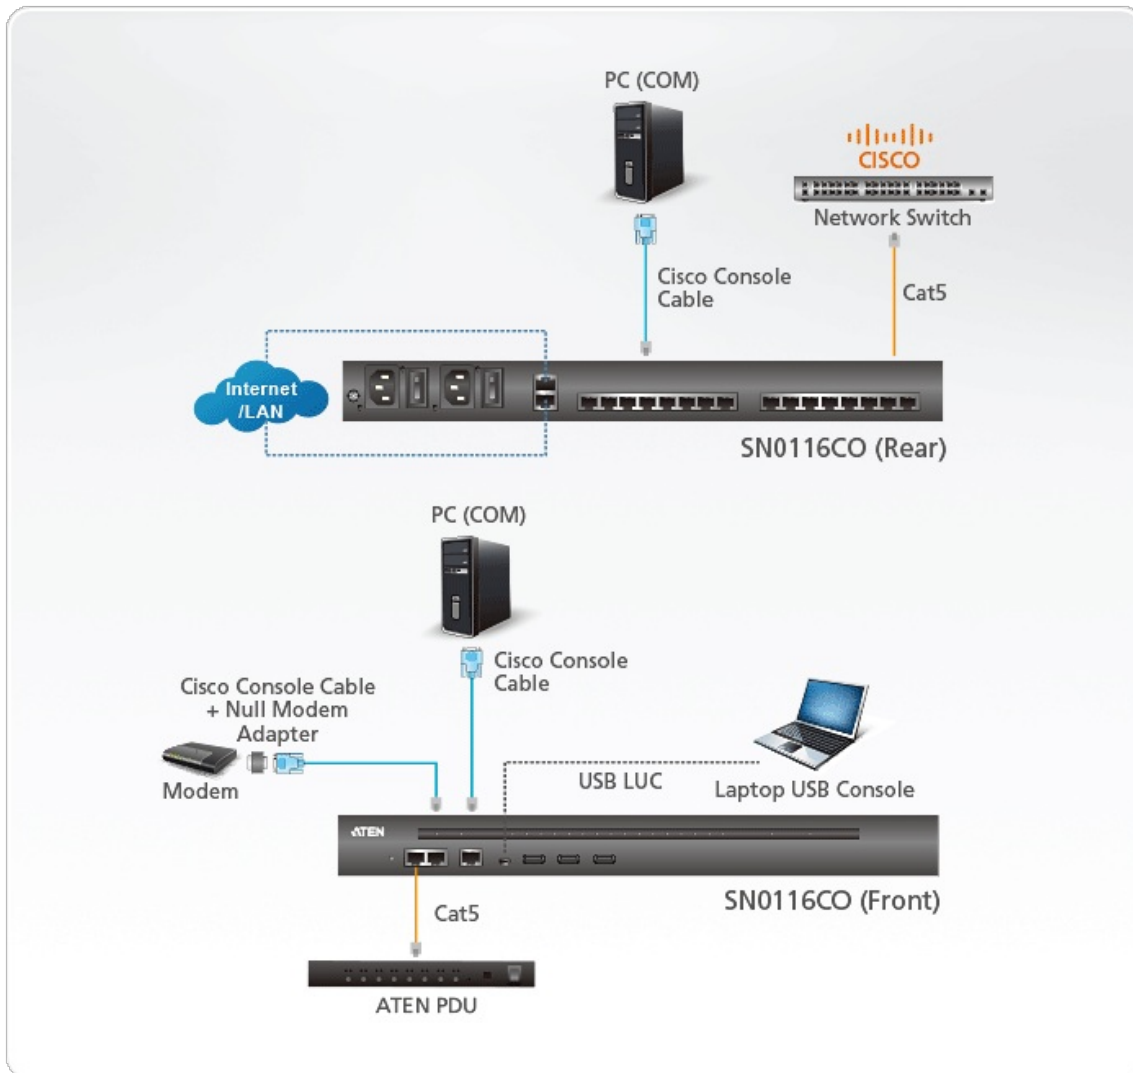 PC (COM)
CISCO
Network Switch
Cisco Console
Cable
Cat5
Internet
/LAN
SN0116CO (Rear)
PC (COM)
Cisco Console
Cable
Cisco Console Cable
+ Null Modem
Adapter
Modem
USB LUC
Laptop USB Console
ATEN
SN0116CO (Front)
Cat5
ATEN PDU